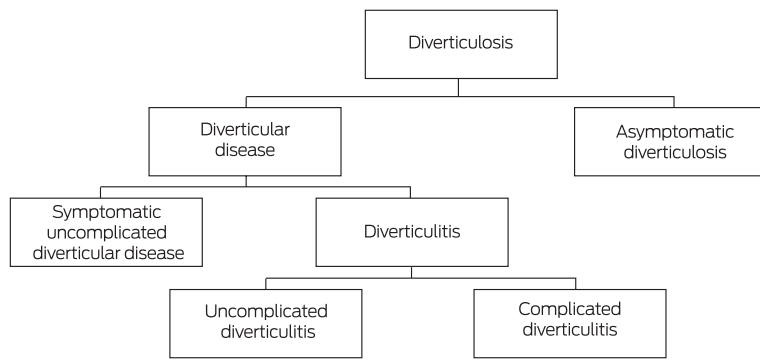 Diverticulosis
Diverticular
disease
Asymptomatic
diverticulosis
Symptomatic
uncomplicated
diverticular disease
Diverticulitis
Uncomplicated
diverticulitis
Complicated
diverticulitis